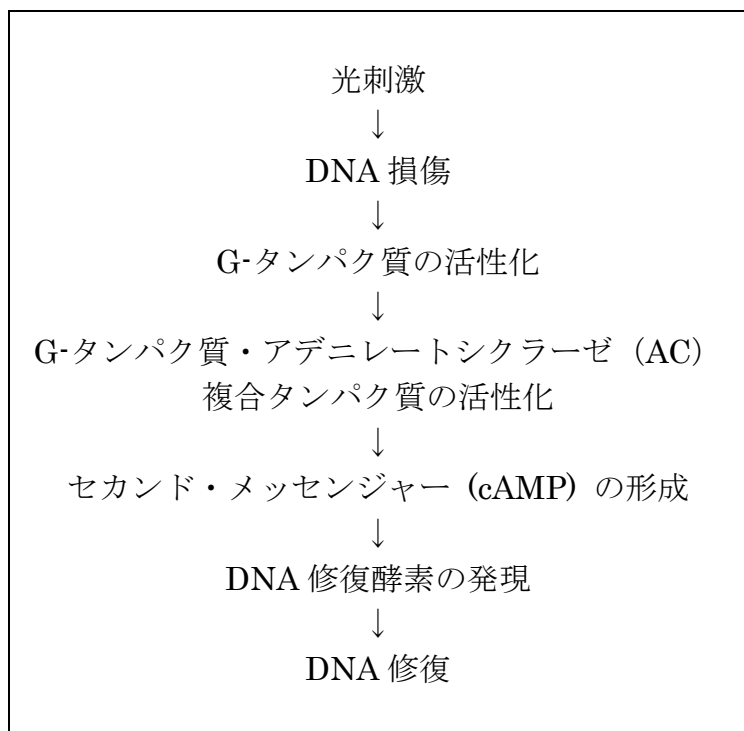 光刺激
↓
DNA 損傷
↓
G-タンパク質の活性化
↓
G-タンパク質・アデニレートシクラーゼ（AC）
複合タンパク質の活性化
↓
セカンド・メッセンジャー (cAMP) の形成
↓
DNA 修復酵素の発現
↓
DNA 修復